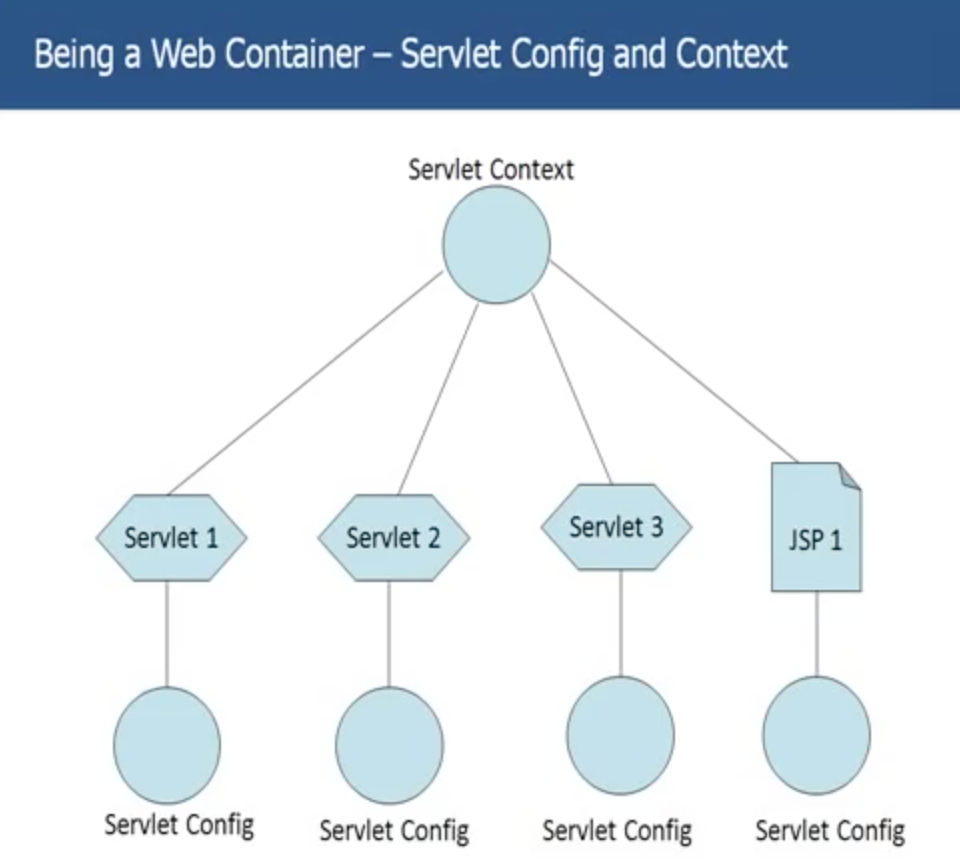 Being a Web Container – Servlet Config and Context
Servlet Context
Servlet 1
Servlet 2
Servlet 3
JSP 1
Servlet Config
Servlet Config
Servlet Config
Servlet Config